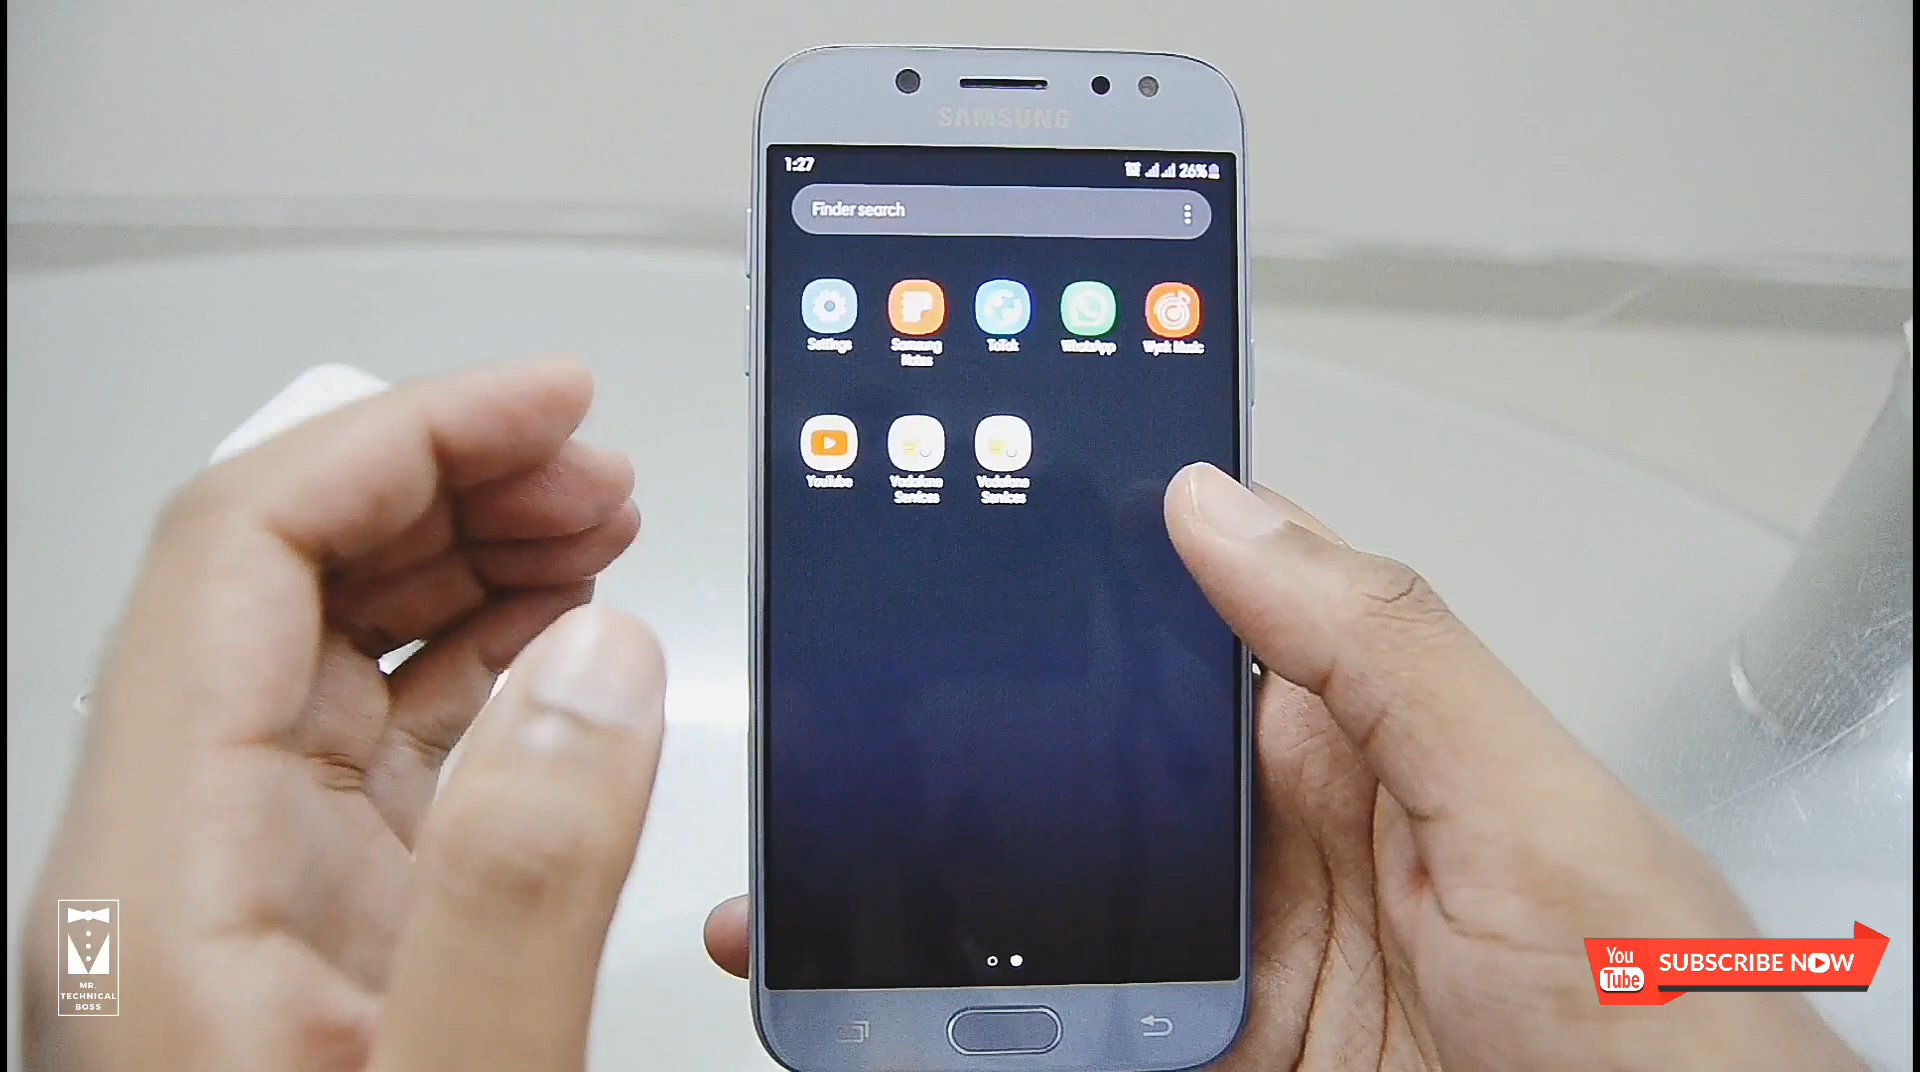 SAMSUNG
1:27
26%
Finder search
Settings
Samsung
Notes
ToTok
WhatsApp
Wynk Music
YouTube
Vodafone
Services
Vodafone
Services
MR.
TECHNICAL
BOSS
You
Tube
SUBSCRIBE NOW